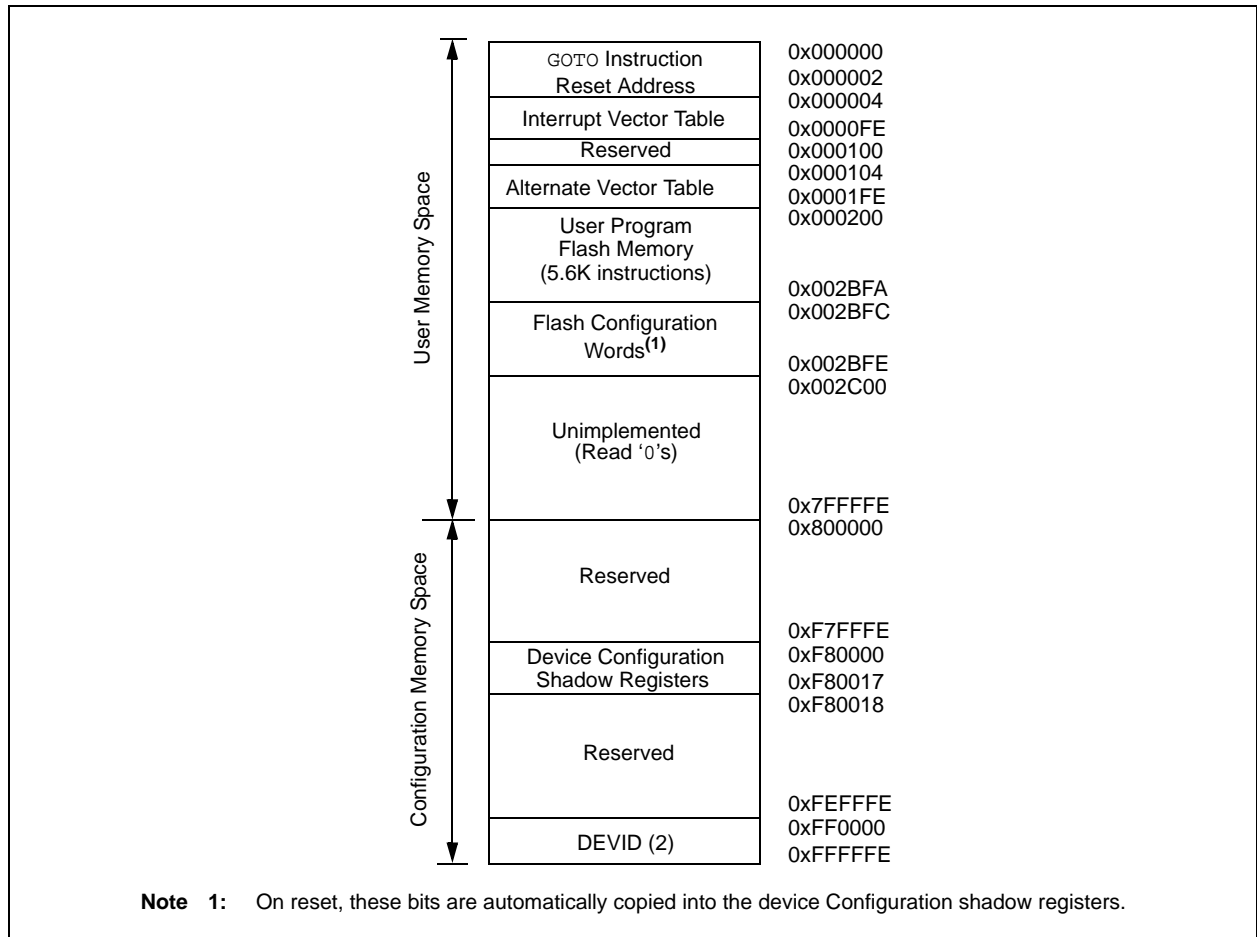 GOTO Instruction
0x000000
Reset Address
0x000002
0x000004
Interrupt Vector Table
0x0000FE
Reserved
0x000100
0x000104
Alternate Vector Table
0x0001FE
0x000200
User Program
Flash Memory
(5.6K instructions)
0x002BFA
0x002BFC
Flash Configuration
Words(1)
0x002BFE
0x002C00
Unimplemented
(Read ‘0’s)
0x7FFFFE
User Memory Space
0x800000
Reserved
0xF7FFFE
0xF80000
Device Configuration
Shadow Registers
0xF80017
0xF80018
Reserved
0xFEFFFE
0xFF0000
DEVID (2)
0xFFFFFE
Configuration Memory Space
Note 1: On reset, these bits are automatically copied into the device Configuration shadow registers.